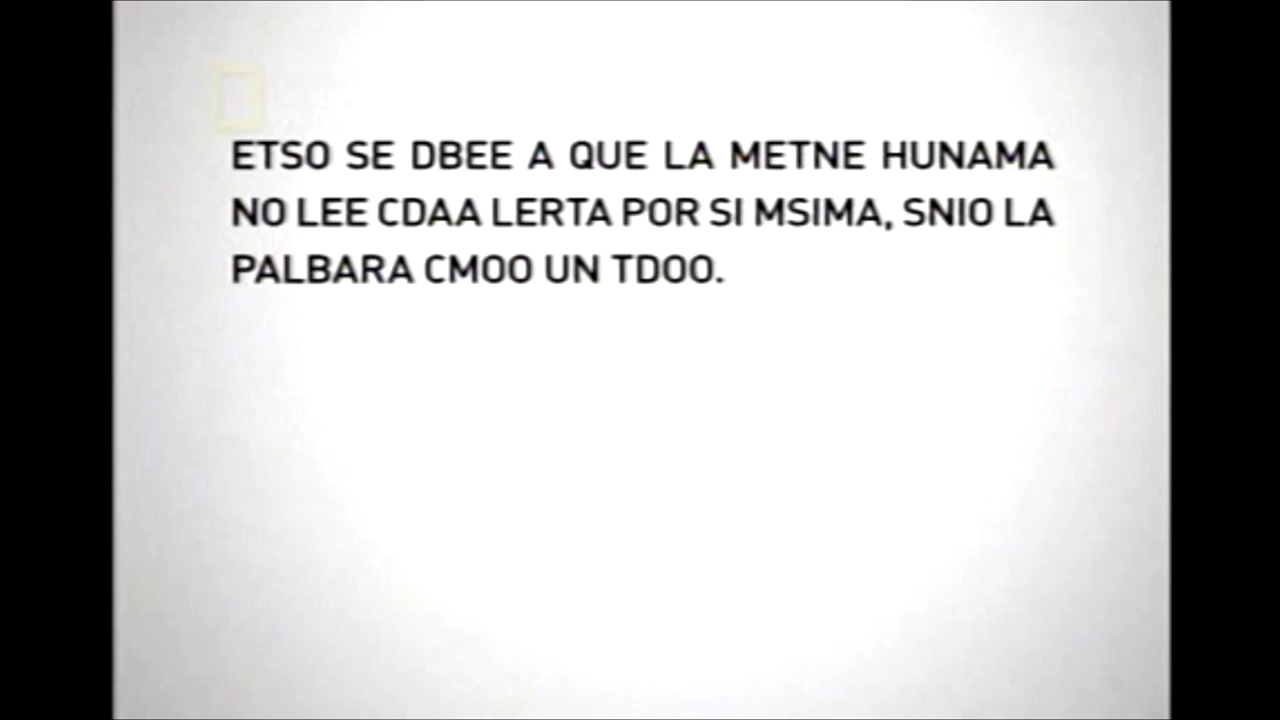 ETSO SE DBEE A QUE LA METNE HUNAMA
NO LEE CDAA LERTA POR SI MSIMA, SNIO LA
PALBARA CMOO UN TDOO.